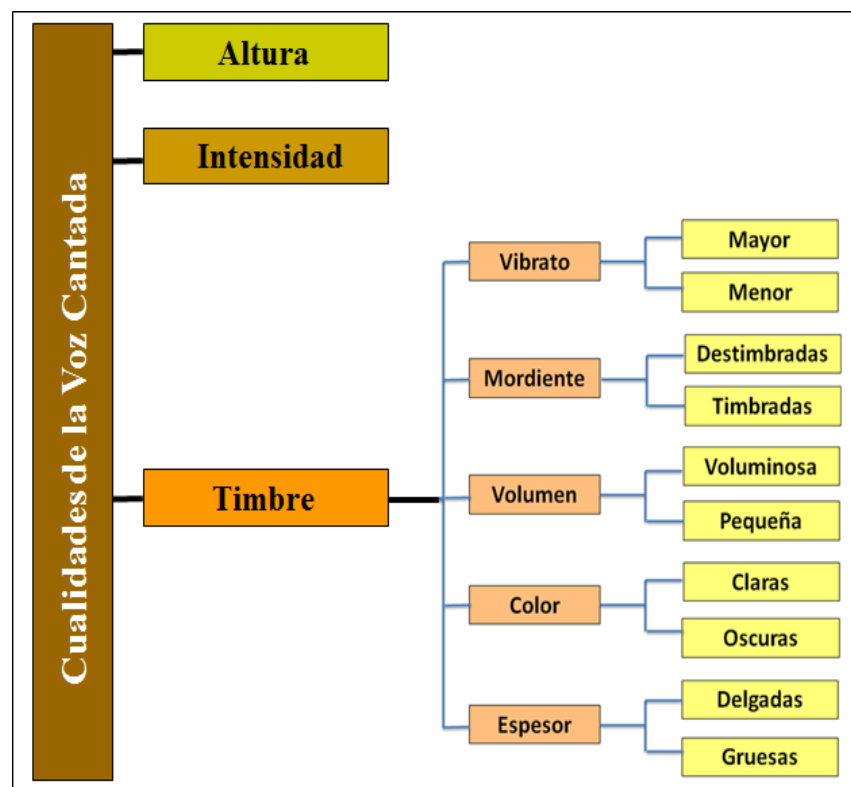 Cualidades de la Voz Cantada
Altura
Intensidad
Timbre
Vibrato
Mayor
Menor
Mordiente
Destimbradas
Timbradas
Volumen
Voluminosa
Pequeña
Color
Claras
Oscuras
Espesor
Delgadas
Gruesas